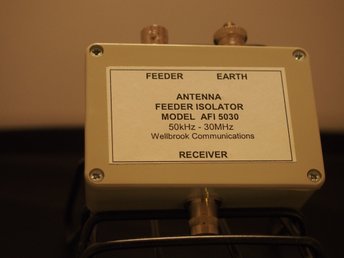 FEEDER EARTH
ANTENNA
FEEDER ISOLATOR
MODEL AFI 5030
50kHz - 30MHz
Wellbrook Communications
RECEIVER